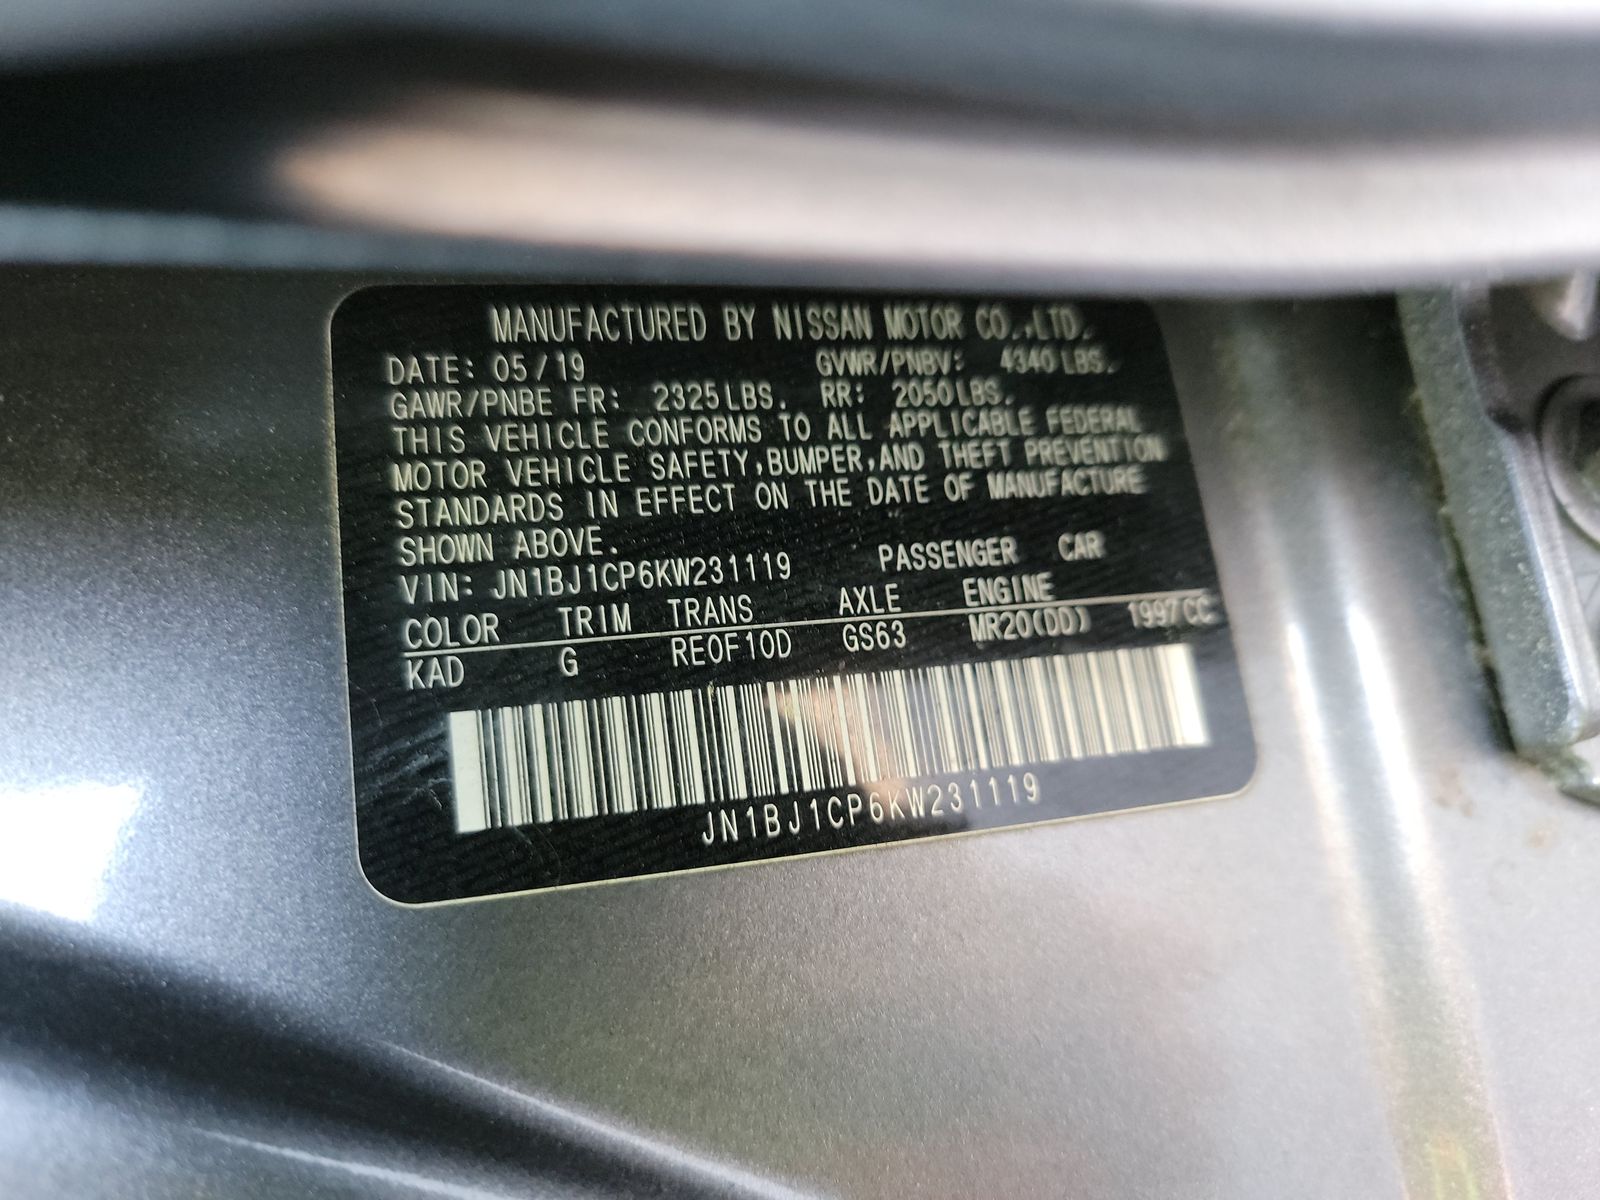 MANUFACTURED BY NISSAN MOTOR CO.,LTD.
DATE: 05/19 GVWR/PNBV: 4340 LBS.
GAWR/PNBE FR: 2325 LBS. RR: 2050 LBS.
THIS VEHICLE CONFORMS TO ALL APPLICABLE FEDERAL
MOTOR VEHICLE SAFETY,BUMPER,AND THEFT PREVENTION
STANDARDS IN EFFECT ON THE DATE OF MANUFACTURE
SHOWN ABOVE.
VIN: JN1BJ1CP6KW231119 PASSENGER CAR
COLOR TRIM TRANS AXLE ENGINE
KAD G RE0F10D GS63 MR20(DD) 1997CC
JN1BJ1CP6KW231119